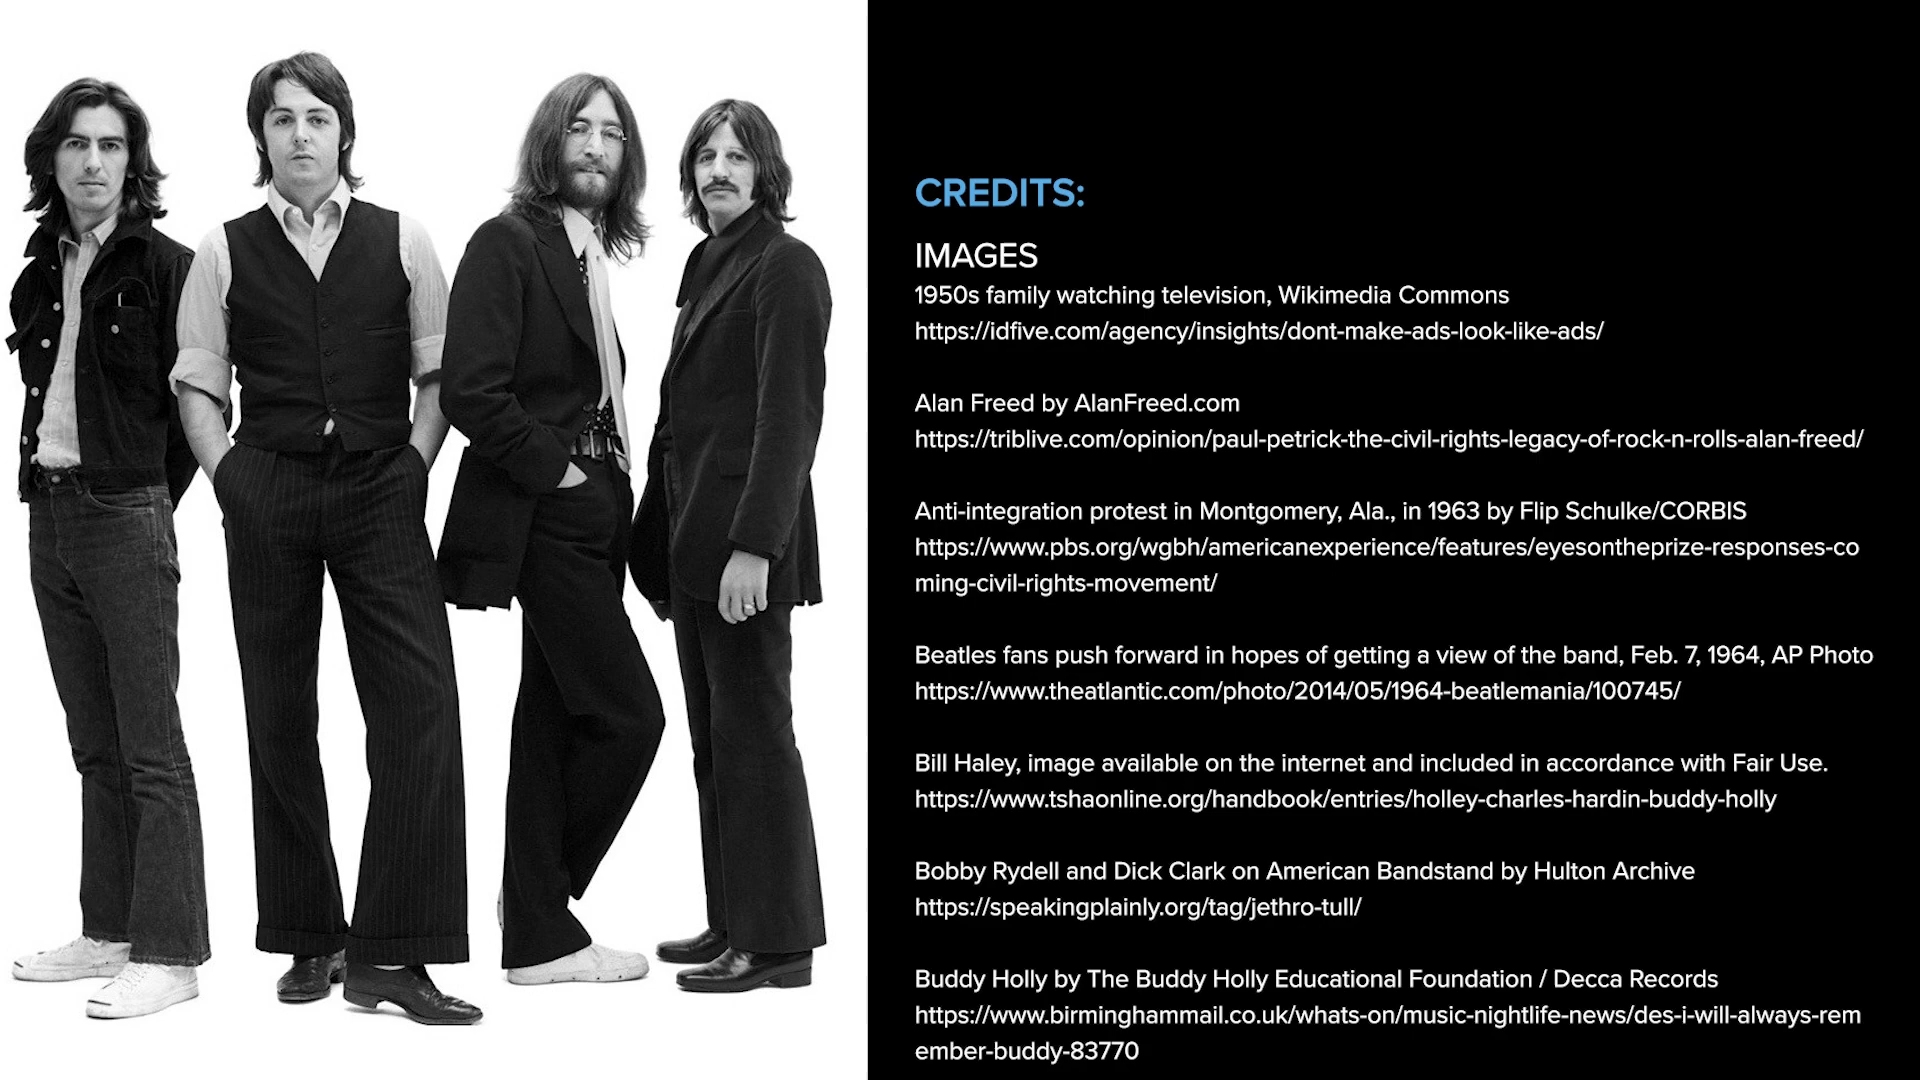 CREDITS:
IMAGES
1950s family watching television, Wikimedia Commons
https://idfive.com/agency/insights/dont-make-ads-look-like-ads/
Alan Freed by AlanFreed.com
https://triblive.com/opinion/paul-petrick-the-civil-rights-legacy-of-rock-n-rolls-alan-freed/
Anti-integration protest in Montgomery, Ala., in 1963 by Flip Schulke/CORBIS
https://www.pbs.org/wgbh/americanexperience/features/eyesontheprize-responses-co
ming-civil-rights-movement/
Beatles fans push forward in hopes of getting a view of the band, Feb. 7, 1964, AP Photo
https://www.theatlantic.com/photo/2014/05/1964-beatlemania/100745/
Bill Haley, image available on the internet and included in accordance with Fair Use.
https://www.tshaonline.org/handbook/entries/holley-charles-hardin-buddy-holly
Bobby Rydell and Dick Clark on American Bandstand by Hulton Archive
https://speakingplainly.org/tag/jethro-tull/
Buddy Holly by The Buddy Holly Educational Foundation / Decca Records
https://www.birminghammail.co.uk/whats-on/music-nightlife-news/des-i-will-always-rem
ember-buddy-83770